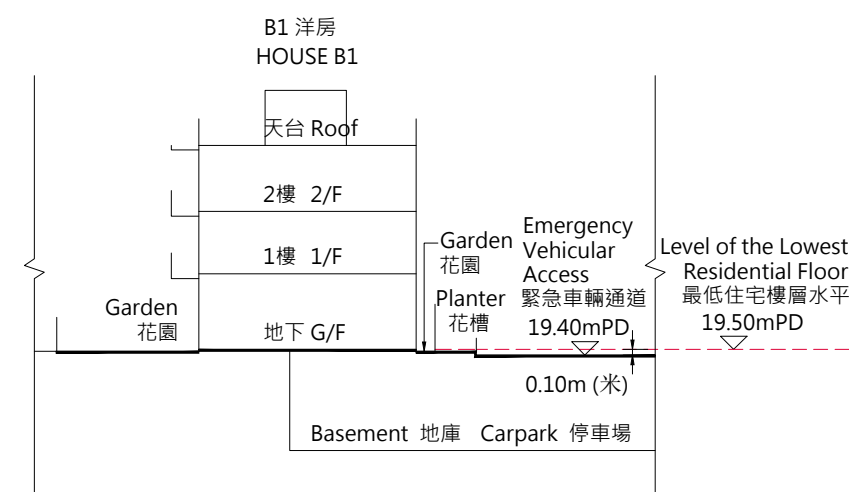 B1 洋房
HOUSE B1
天台 Roof
2樓 2/F
1樓 1/F
地下 G/F
Garden
花園
Garden
花園
Planter
花槽
Emergency
Vehicular
Access
緊急車輛通道
19.40mPD
0.10m (米)
Level of the Lowest
Residential Floor
最低住宅樓層水平
19.50mPD
Basement 地庫 Carpark 停車場